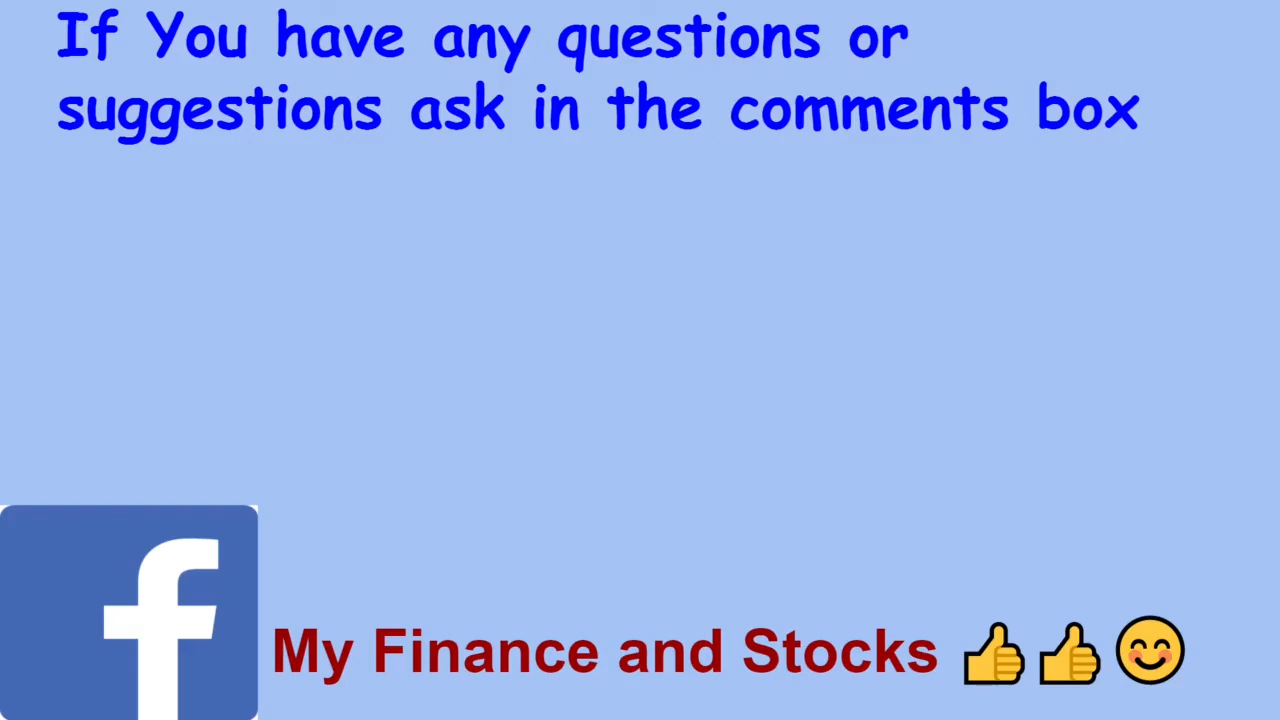 If You have any questions or
suggestions ask in the comments box
f
My Finance and Stocks 👍👍😊